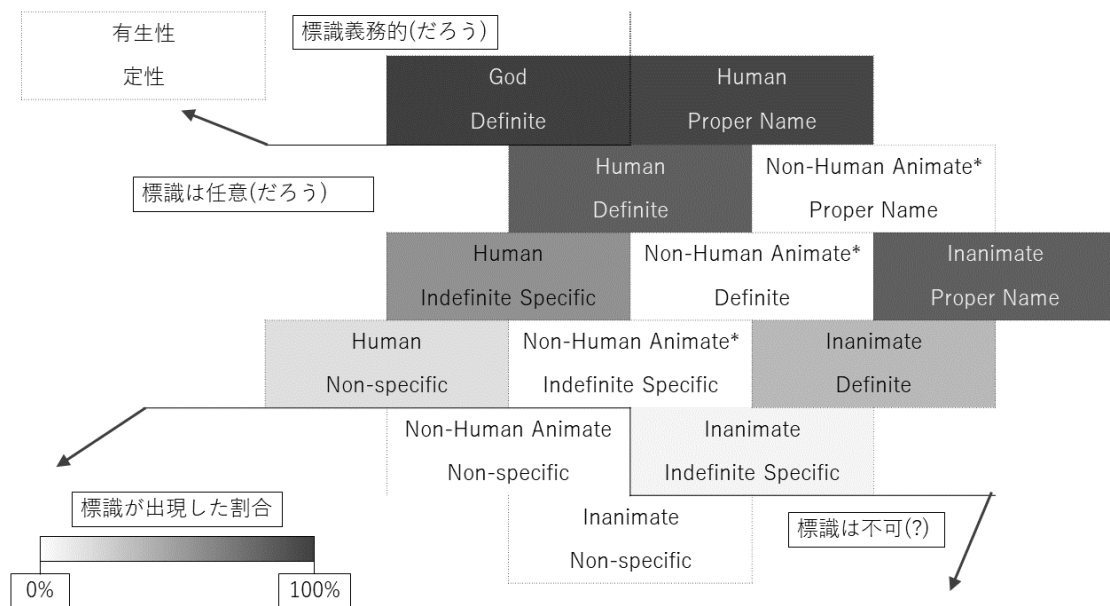 有生性
定性
標識義務的(だろう)
God
Definite
Human
Proper Name
標識は任意(だろう)
Human
Definite
Non-Human Animate*
Proper Name
Human
Indefinite Specific
Non-Human Animate*
Definite
Inanimate
Proper Name
Human
Non-specific
Non-Human Animate*
Indefinite Specific
Inanimate
Definite
Non-Human Animate
Non-specific
Inanimate
Indefinite Specific
標識が出現した割合
0%
100%
Inanimate
Non-specific
標識は不可(?)